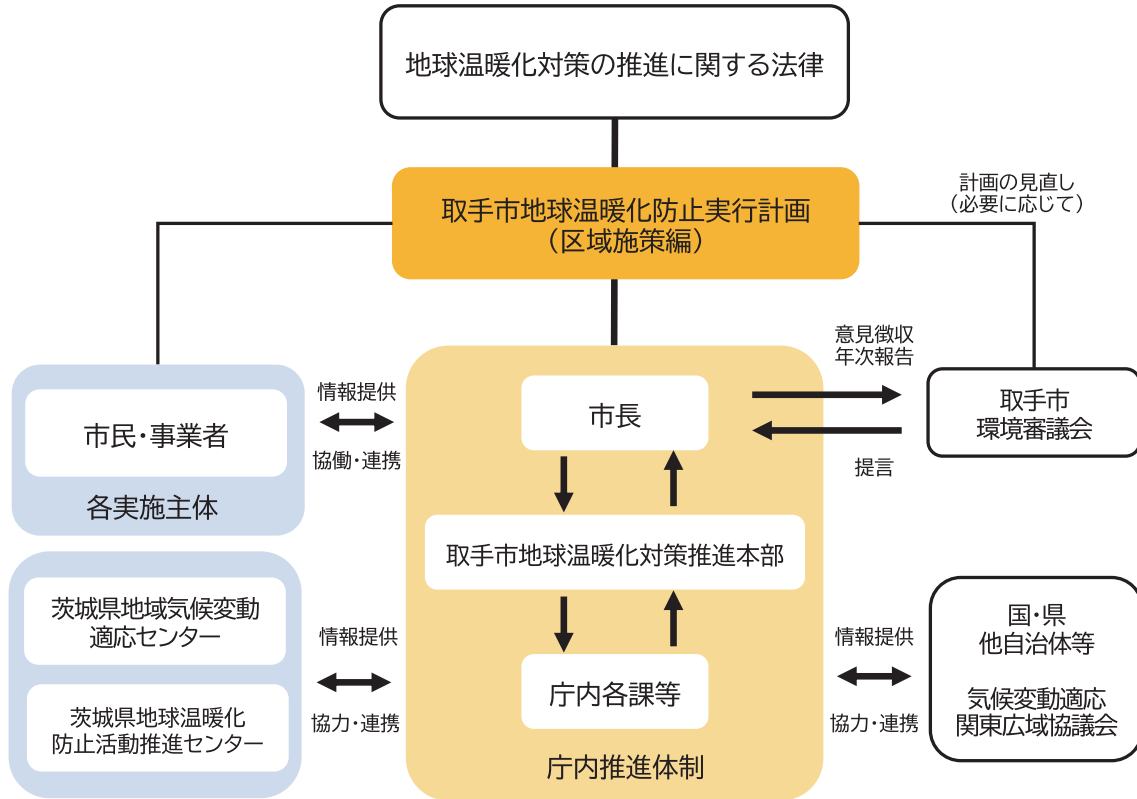 地球温暖化対策の推進に関する法律
取手市地球温暖化防止実行計画
（区域施策編）
計画の見直し
（必要に応じて）
市民・事業者
各実施主体
情報提供
協働・連携
市長
意見徴収
年次報告
提言
取手市
環境審議会
取手市地球温暖化対策推進本部
茨城県地域気候変動
適応センター
茨城県地球温暖化
防止活動推進センター
情報提供
協力・連携
庁内各課等
庁内推進体制
情報提供
協力・連携
国・県
他自治体等
気候変動適応
関東広域協議会